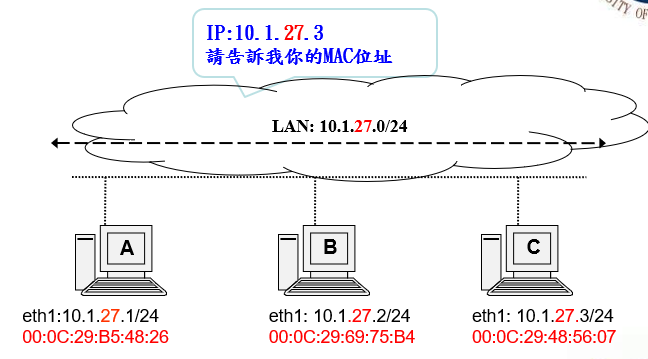 ITY OF
IP:10.1.27.3
請告訴我你的MAC位址
LAN: 10.1.27.0/24
A
B
C
eth1:10.1.27.1/24
00:0C:29:B5:48:26
eth1: 10.1.27.2/24
00:0C:29:69:75:B4
eth1: 10.1.27.3/24
00:0C:29:48:56:07